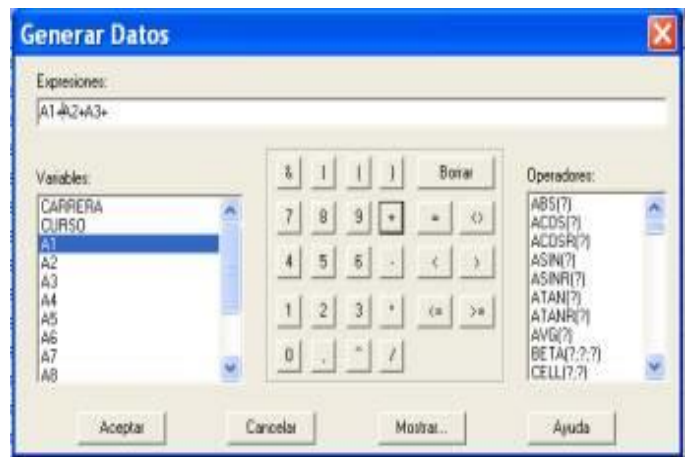 Generar Datos
Expresiones:
A1+A2+A3+
Variables:
CARRERA
CURSO
A1
A2
A3
A4
A5
A6
A7
A8
& | ( ) Borrar
7 8 9 + = <>
4 5 6 - < >
1 2 3 * <= >=
0 . ^ /
Operadores:
ABS(?)
ACOS(?)
ACOSR(?)
ASIN(?)
ASINR(?)
ATAN(?)
ATANR(?)
AVG(?)
BETA(?;?;?)
CELL(?;?)
Aceptar Cancelar Mostrar... Ayuda